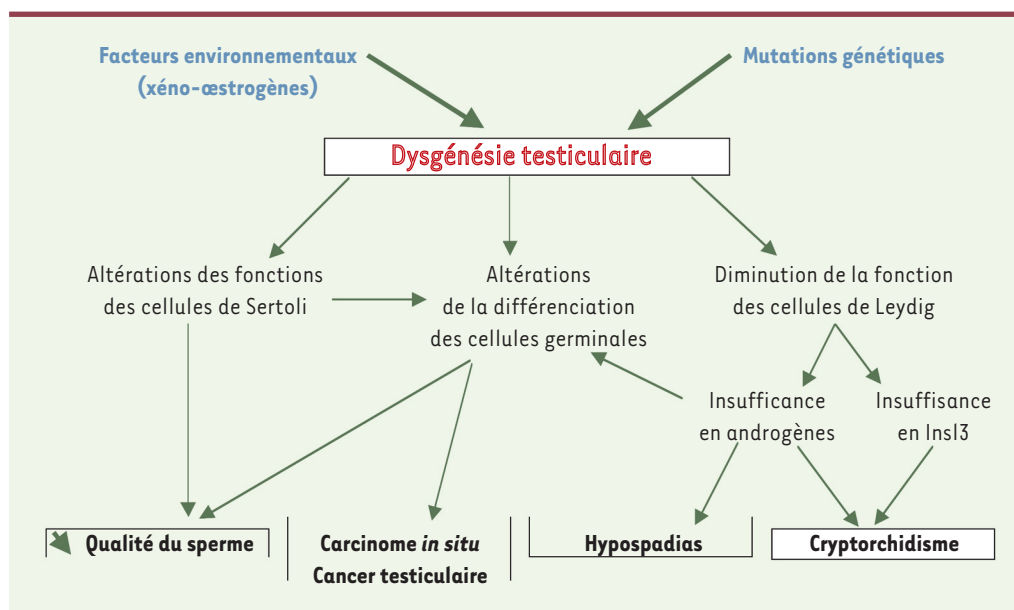 Facteurs environnementaux
(xéno-œstrogènes)
Mutations génétiques
Dysgénésie testiculaire
Altérations des fonctions
des cellules de Sertoli
Altérations
de la différenciation
des cellules germinales
Diminution de la fonction
des cellules de Leydig
Insufficance
en androgènes
Insuffisance
en Insl3
Qualité du sperme
Carcinome in situ
Cancer testiculaire
Hypospadias
Cryptorchidisme